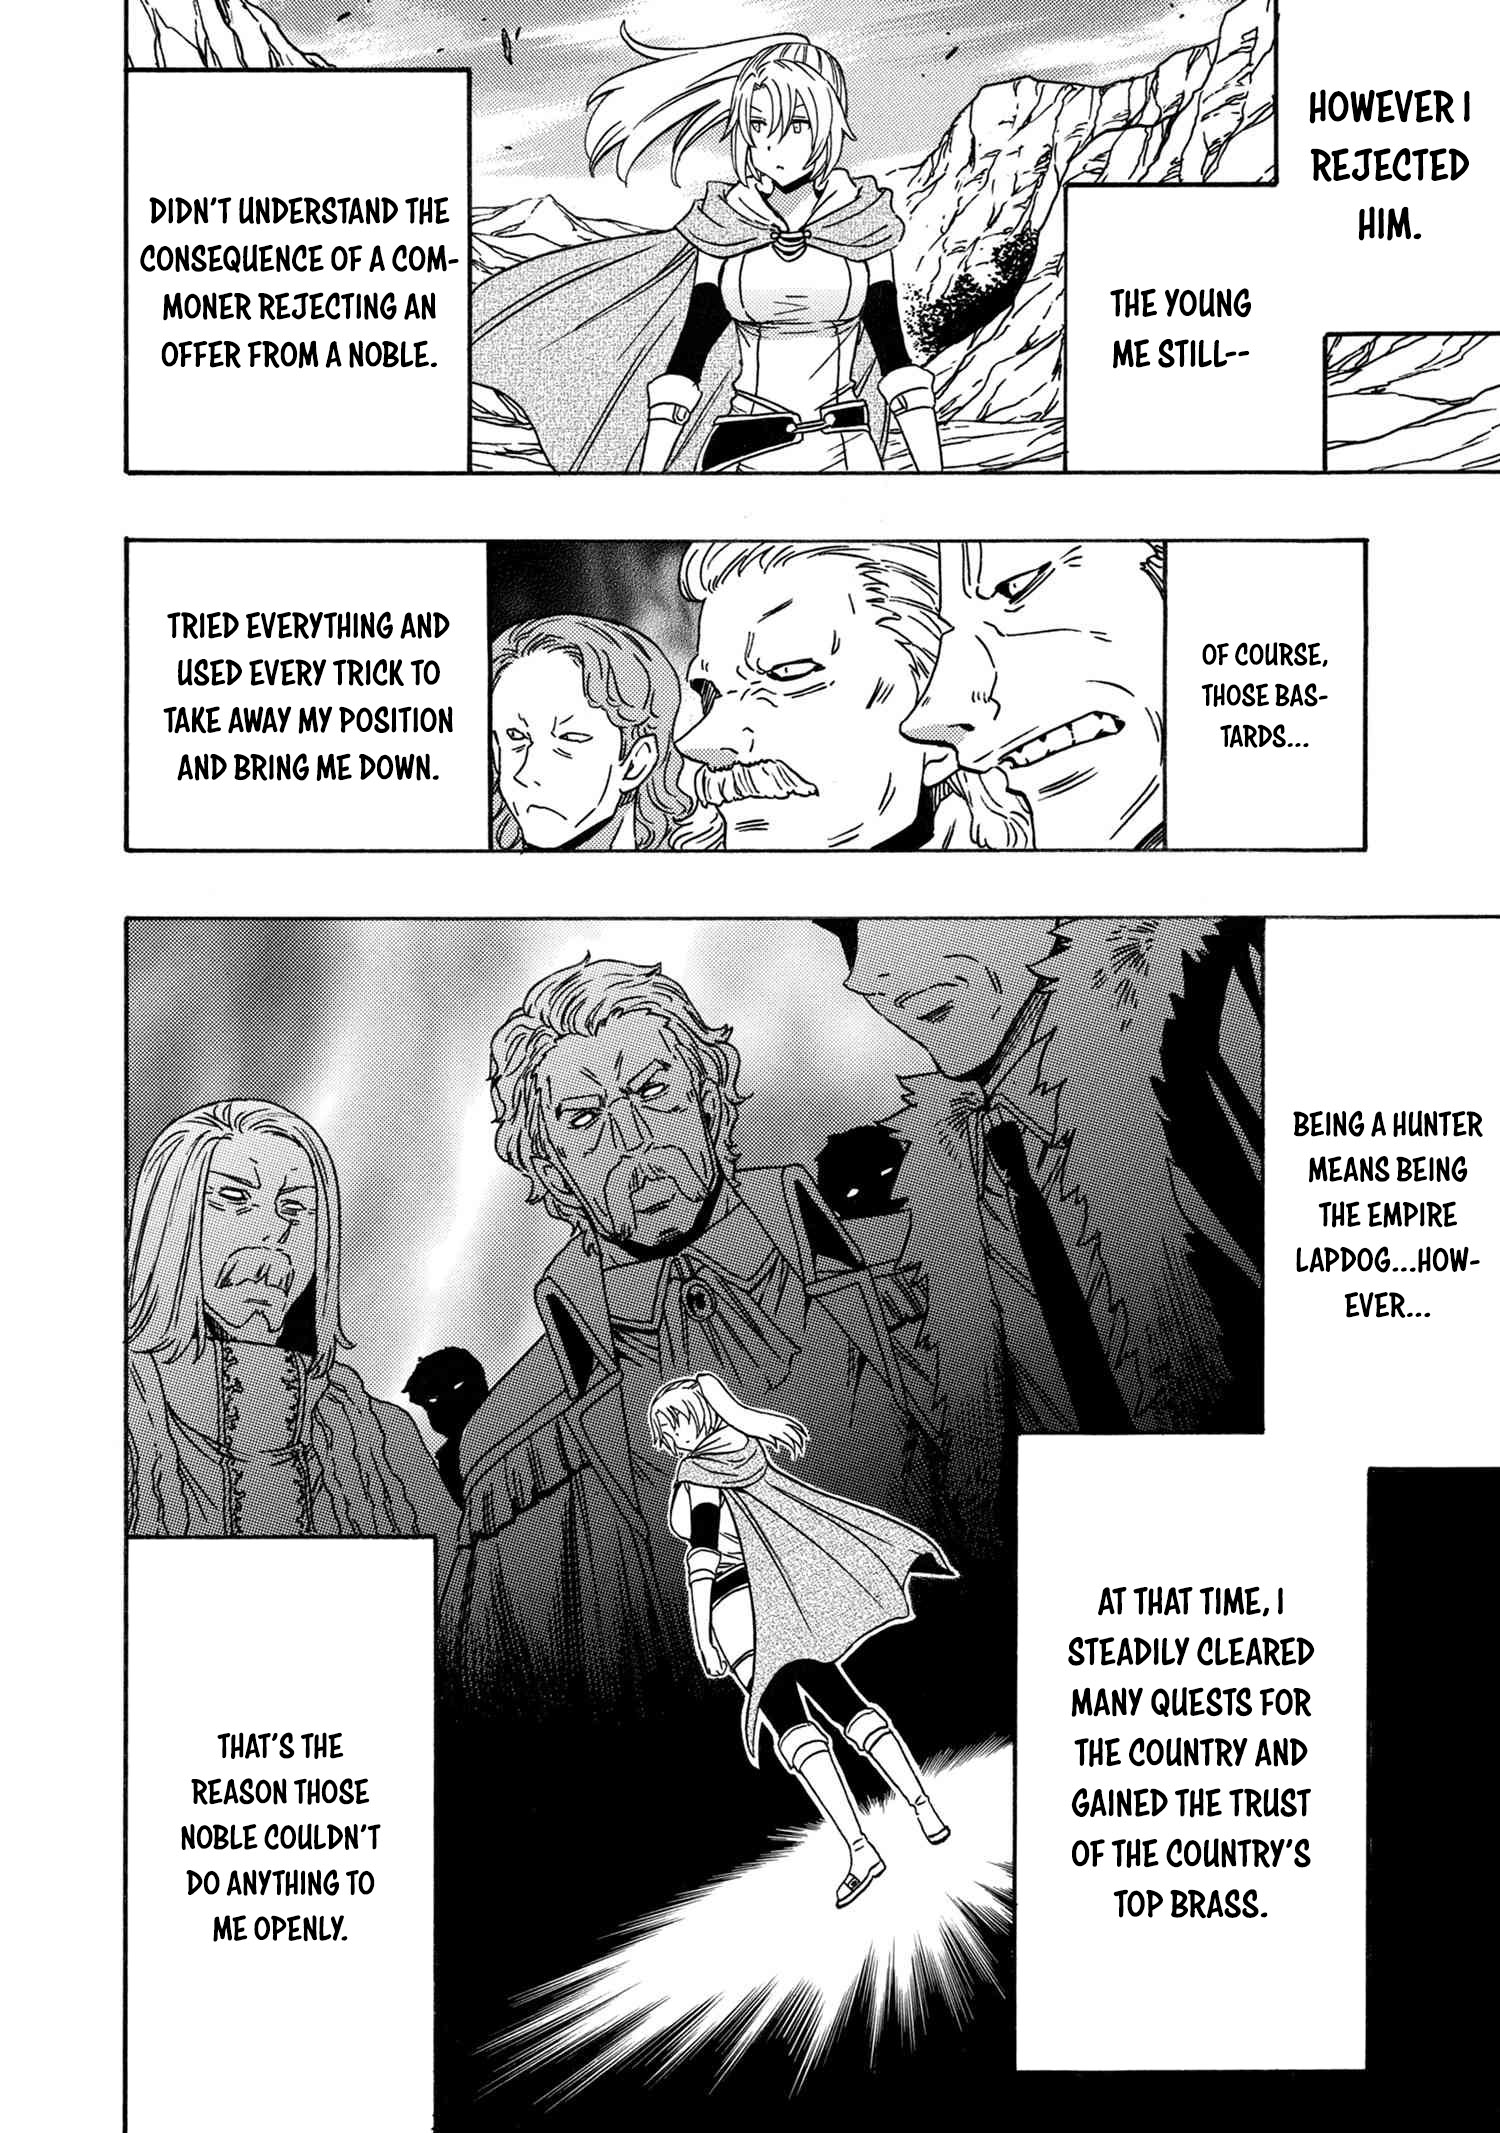 HOWEVER I
REJECTED
HIM.
THE YOUNG
ME STILL--
DIDN'T UNDERSTAND THE
CONSEQUENCE OF A COM-
MONER REJECTING AN
OFFER FROM A NOBLE.
OF COURSE,
THOSE BAS-
TARDS...
TRIED EVERYTHING AND
USED EVERY TRICK TO
TAKE AWAY MY POSITION
AND BRING ME DOWN.
BEING A HUNTER
MEANS BEING
THE EMPIRE
LAPDOG...HOW-
EVER...
AT THAT TIME, I
STEADILY CLEARED
MANY QUESTS FOR
THE COUNTRY AND
GAINED THE TRUST
OF THE COUNTRY'S
TOP BRASS.
THAT'S THE
REASON THOSE
NOBLE COULDN'T
DO ANYTHING TO
ME OPENLY.